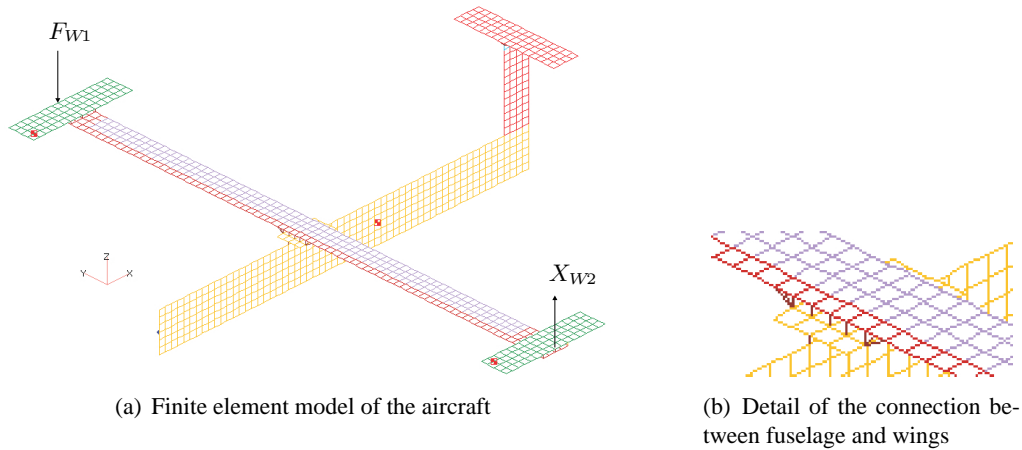 F_{W1}
X_{W2}
Z
Y X
(a) Finite element model of the aircraft
(b) Detail of the connection be-
tween fuselage and wings